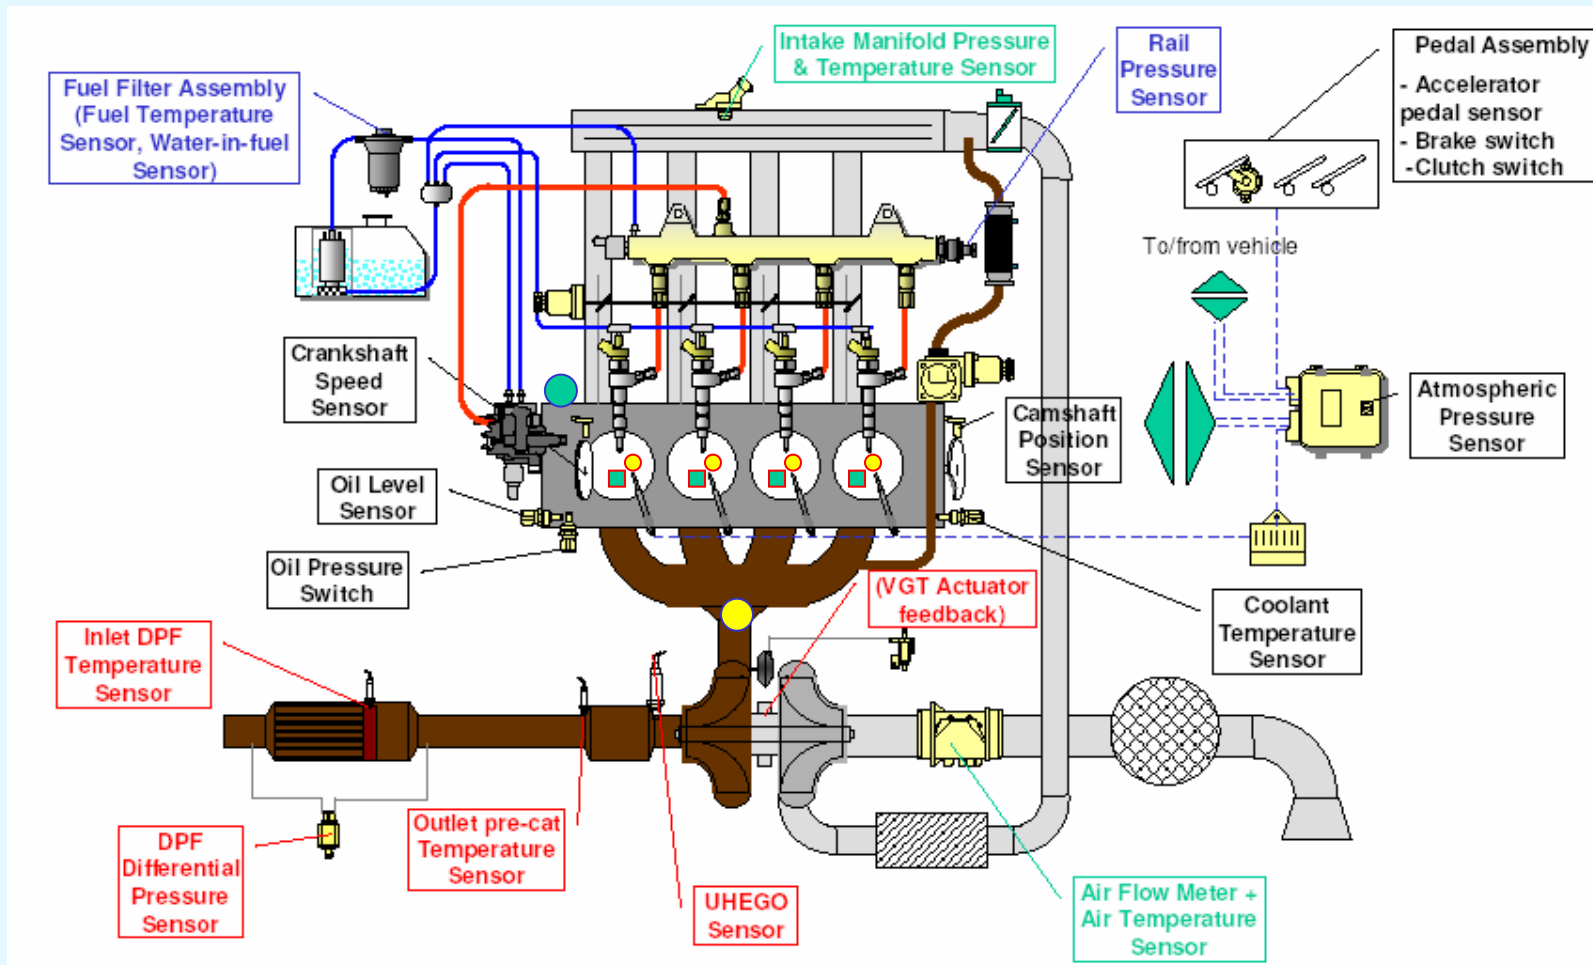 Intake Manifold Pressure
& Temperature Sensor
Rail
Pressure
Sensor
Pedal Assembly
- Accelerator
pedal sensor
- Brake switch
-Clutch switch
Fuel Filter Assembly
(Fuel Temperature
Sensor, Water-in-fuel
Sensor)
To/from vehicle
Crankshaft
Speed
Sensor
Camshaft
Position
Sensor
Atmospheric
Pressure
Sensor
Oil Level
Sensor
Oil Pressure
Switch
(VGT Actuator
feedback)
Coolant
Temperature
Sensor
Inlet DPF
Temperature
Sensor
DPF
Differential
Pressure
Sensor
Outlet pre-cat
Temperature
Sensor
UHEGO
Sensor
Air Flow Meter +
Air Temperature
Sensor